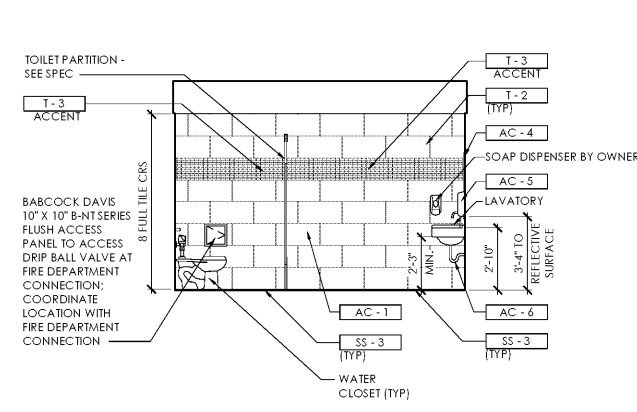 TOILET PARTITION -
SEE SPEC
T - 3
ACCENT
8 FULL TILE CRS
BABCOCK DAVIS
10" X 10" B-NT SERIES
FLUSH ACCESS
PANEL TO ACCESS
DRIP BALL VALVE AT
FIRE DEPARTMENT
CONNECTION;
COORDINATE
LOCATION WITH
FIRE DEPARTMENT
CONNECTION
T - 3
ACCENT
T - 2
(TYP)
AC - 4
SOAP DISPENSER BY OWNER
AC - 5
LAVATORY
2'-3"
MIN.
2'-10"
3'-4" TO
REFLECTIVE
SURFACE
AC - 1
AC - 6
SS - 3
(TYP)
SS - 3
(TYP)
WATER
CLOSET (TYP)